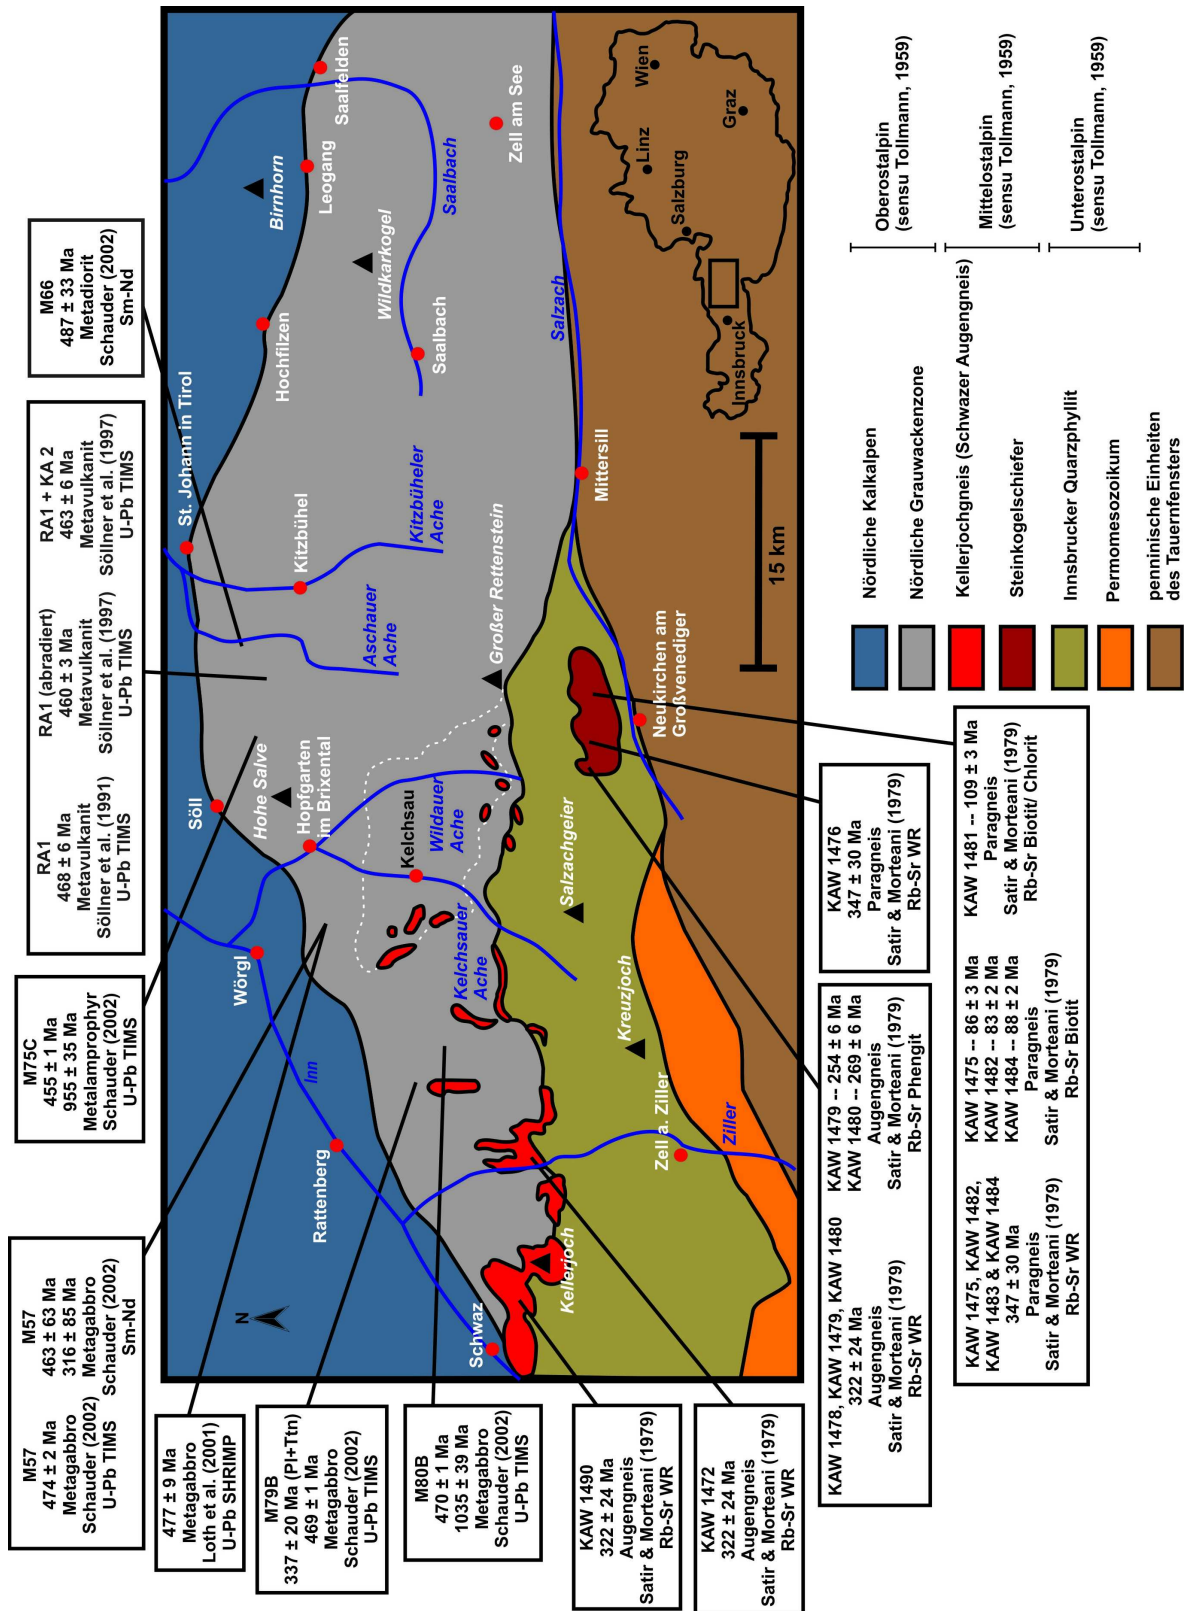 M57
474 ± 2 Ma
Metagabbro
Schauder (2002)
U-Pb TIMS
M57
463 ± 63 Ma
316 ± 85 Ma
Metagabbro
Schauder (2002)
Sm-Nd
M75C
455 ± 1 Ma
955 ± 35 Ma
Metalamprophyr
Schauder (2002)
U-Pb TIMS
RA1
468 ± 6 Ma
Metavulkanit
Söllner et al. (1991)
U-Pb TIMS
RA1 (abradiert)
460 ± 3 Ma
Metavulkanit
Söllner et al. (1997)
U-Pb TIMS
RA1 + KA 2
463 ± 6 Ma
Metavulkanit
Söllner et al. (1997)
U-Pb TIMS
M66
487 ± 33 Ma
Metadiorit
Schauder (2002)
Sm-Nd
477 ± 9 Ma
Metagabbro
Loth et al. (2001)
U-Pb SHRIMP
M79B
337 ± 20 Ma (Pl+Ttn)
469 ± 1 Ma
Metagabbro
Schauder (2002)
U-Pb TIMS
M80B
470 ± 1 Ma
1035 ± 39 Ma
Metagabbro
Schauder (2002)
U-Pb TIMS
KAW 1490
322 ± 24 Ma
Augengneis
Satir & Morteani (1979)
Rb-Sr WR
KAW 1472
322 ± 24 Ma
Augengneis
Satir & Morteani (1979)
Rb-Sr WR
N
Schwaz
Kellerjoch
Rattenberg
Inn
Wörgl
Söll
Hohe Salve
Hopfgarten
im Brixental
Kelchsau
Kelchsauer
Ache
Wildauer
Ache
St. Johann in Tirol
Kitzbühel
Aschauer
Ache
Kitzbüheler
Ache
Großer Rettenstein
Hochfilzen
Leogang
Saalfelden
Birnhorn
Wildkarkogel
Saalbach
Saalbach
Zell am See
Salzach
Mittersill
Neukirchen am
Großvenediger
Salzachgeier
Kreuzjoch
Zell a. Ziller
Ziller
15 km
Innsbruck
Salzburg
Linz
Wien
Graz
KAW 1478, KAW 1479, KAW 1480
322 ± 24 Ma
Augengneis
Satir & Morteani (1979)
Rb-Sr WR
KAW 1479 -- 254 ± 6 Ma
KAW 1480 -- 269 ± 6 Ma
Augengneis
Satir & Morteani (1979)
Rb-Sr Phengit
KAW 1476
347 ± 30 Ma
Paragneis
Satir & Morteani (1979)
Rb-Sr WR
KAW 1475, KAW 1482,
KAW 1483 & KAW 1484
347 ± 30 Ma
Paragneis
Satir & Morteani (1979)
Rb-Sr WR
KAW 1475 -- 86 ± 3 Ma
KAW 1482 -- 83 ± 2 Ma
KAW 1484 -- 88 ± 2 Ma
Paragneis
Satir & Morteani (1979)
Rb-Sr Biotit
KAW 1481 -- 109 ± 3 Ma
Paragneis
Satir & Morteani (1979)
Rb-Sr Biotit/ Chlorit
Nördliche Kalkalpen
Nördliche Grauwackenzone
Kellerjochgneis (Schwazer Augengneis)
Steinkogelschiefer
Innsbrucker Quarzphyllit
Permomesozoikum
penninische Einheiten
des Tauernfensters
Oberostalpin
(sensu Tollmann, 1959)
Mittelostalpin
(sensu Tollmann, 1959)
Unterostalpin
(sensu Tollmann, 1959)